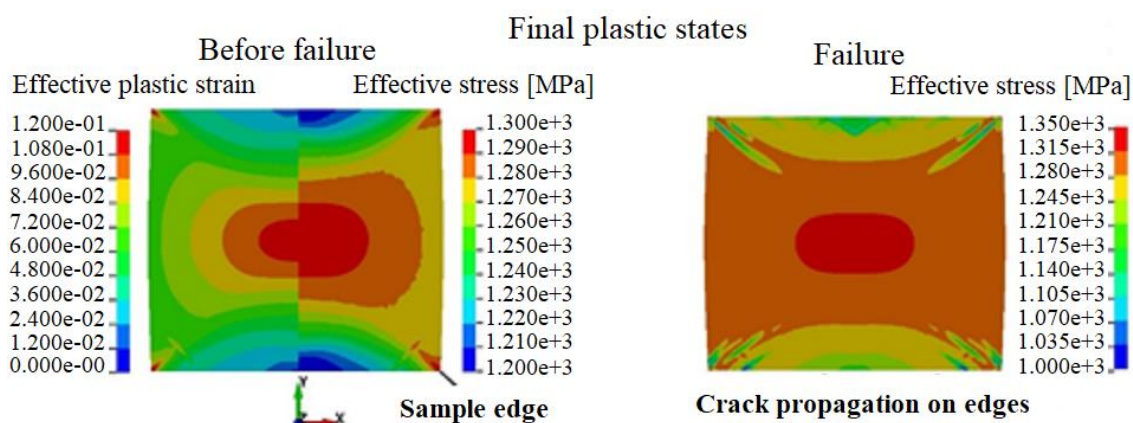 Final plastic states
Before failure
Failure
Effective plastic strain
Effective stress [MPa]
Effective stress [MPa]
1.200e-01
1.080e-01
9.600e-02
8.400e-02
7.200e-02
6.000e-02
4.800e-02
3.600e-02
2.400e-02
1.200e-02
0.000e-00
1.300e+3
1.290e+3
1.280e+3
1.270e+3
1.260e+3
1.250e+3
1.240e+3
1.230e+3
1.220e+3
1.210e+3
1.200e+3
1.350e+3
1.315e+3
1.280e+3
1.245e+3
1.210e+3
1.175e+3
1.140e+3
1.105e+3
1.070e+3
1.035e+3
1.000e+3
Y
Z
X
Sample edge
Crack propagation on edges